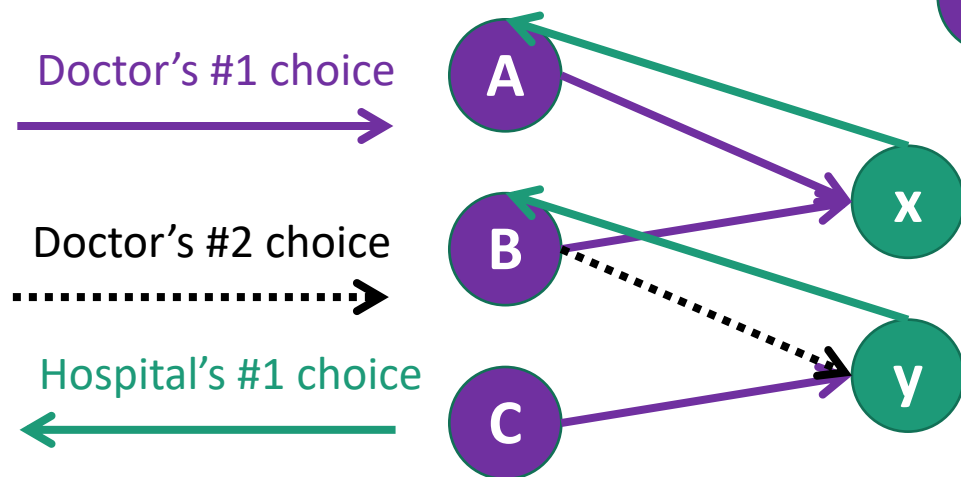 Doctor’s #1 choice
Doctor’s #2 choice
Hospital’s #1 choice
A
B
C
x
y